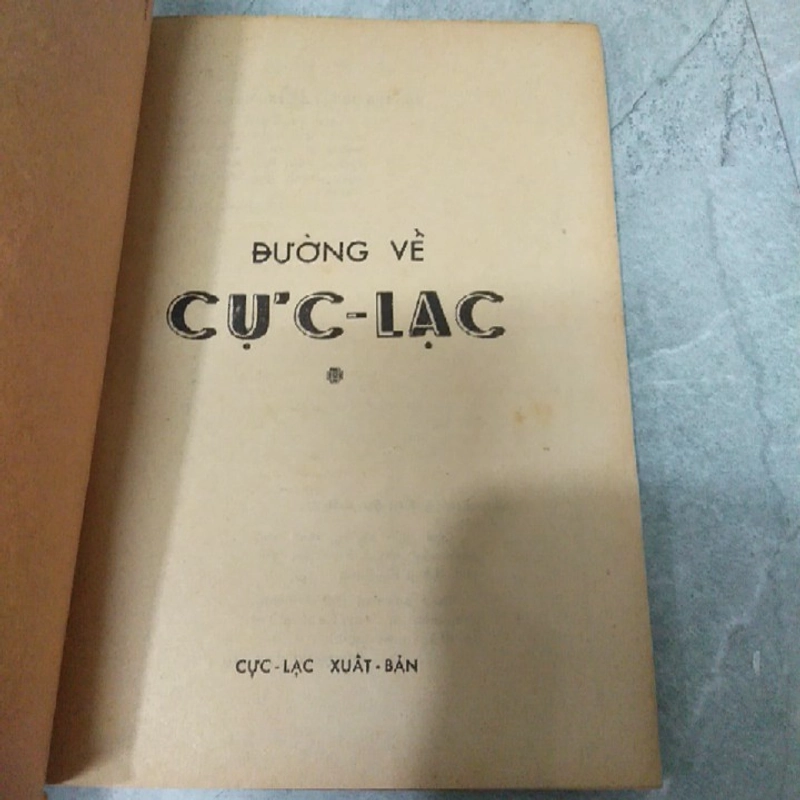 ĐƯỜNG VỀ
CỰC-LẠC
CỰC-LẠC XUẤT-BẢN